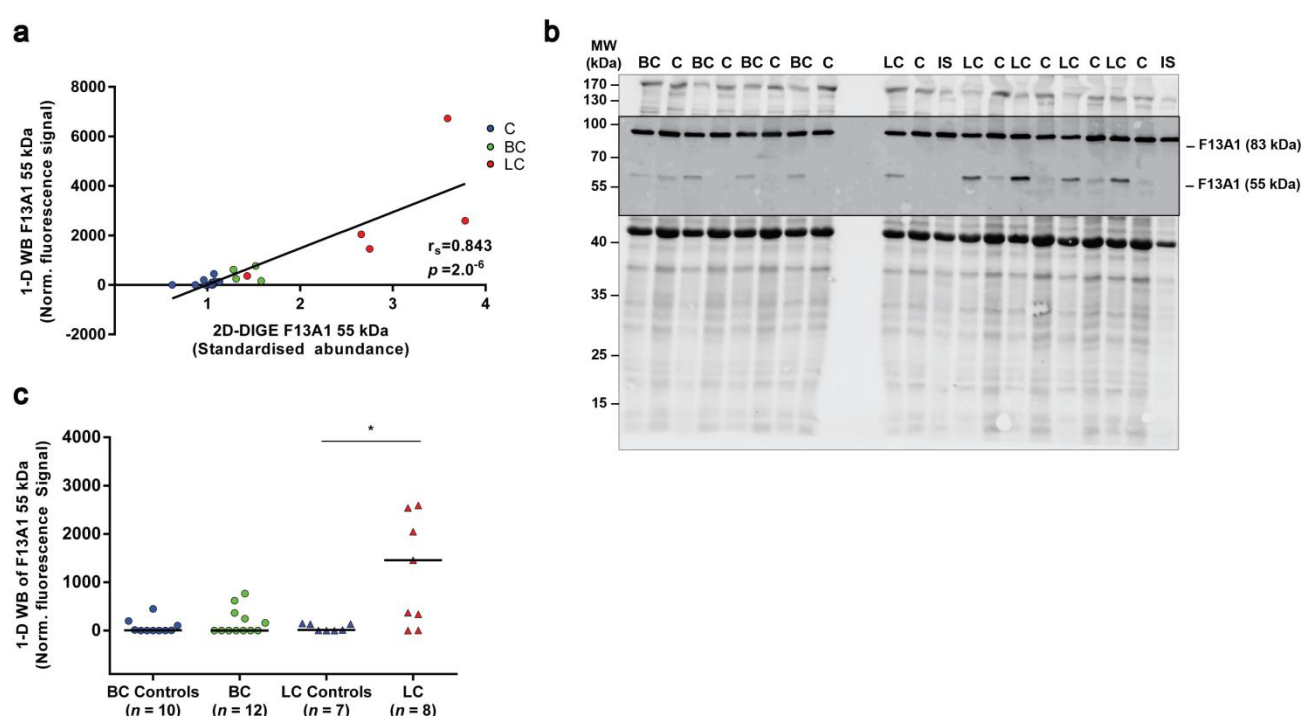 a
8000
6000
4000
2000
0
-2000
1 2 3 4
1-D WB F13A1 55 kDa
(Norm. fluorescence signal)
2D-DIGE F13A1 55 kDa
(Standardised abundance)
C
BC
LC
rs=0.843
p =2.0-6
b
MW
(kDa)
BC C BC C BC C BC C LC C IS LC C LC C LC C LC C IS
170
130
100
70
55
40
35
25
15
F13A1 (83 kDa)
F13A1 (55 kDa)
c
4000
3000
2000
1000
0
1-D WB of F13A1 55 kDa
(Norm. fluorescence Signal)
*
BC Controls BC LC Controls LC
(n = 10) (n = 12) (n = 7) (n = 8)